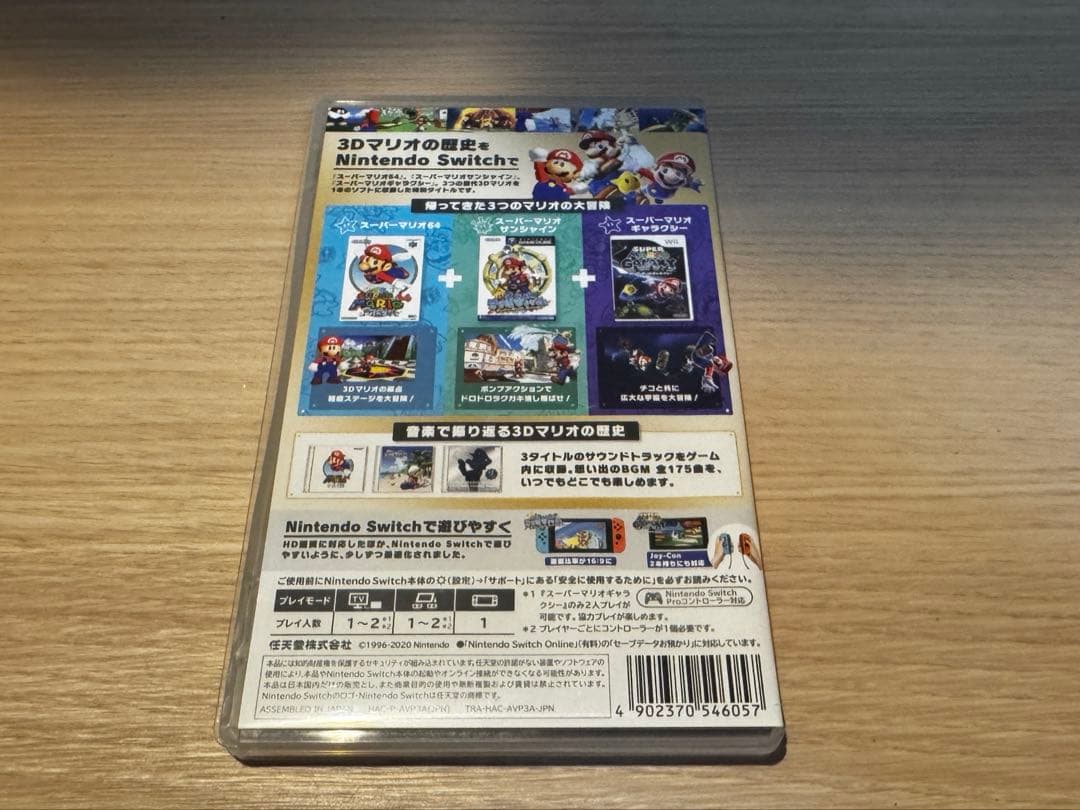 3Dマリオの歴史を
Nintendo Switchで
『スーパーマリオ64』、『スーパーマリオサンシャイン』、
『スーパーマリオギャラクシー』。3つの歴代3Dマリオを
1本のソフトに収録した特別タイトルです。
帰ってきた3つのマリオの大冒険
スーパーマリオ64
スーパーマリオ
サンシャイン
スーパーマリオ
ギャラクシー
Wii
SUPER
MARIO
GALAXY
MARIO
3Dマリオの原点
箱庭ステージを大冒険!
ポンプアクションで
ドロドロラクガキ消し飛ばせ!
チコと共に
広大な宇宙を大冒険!
音楽で振り返る3Dマリオの歴史
3タイトルのサウンドトラックをゲーム
内に収録。想い出のBGM 全175曲を、
いつでもどこでも楽しめます。
Nintendo Switchで遊びやすく
HD画質に対応したほか、Nintendo Switchで遊び
やすいように、少しずつ最適化されました。
画面比率が16:9に
Joy-Con
2本持ちにも対応
ご使用前にNintendo Switch本体の(設定)→「サポート」にある「安全に使用するために」を必ずお読みください。
プレイモード
TV
プレイ人数
1~2 *1 *2
1~2 *1 *2
1
*1 『スーパーマリオギャラ
クシー』のみ2人プレイが
可能です。協力プレイが楽しめます。
*2 プレイヤーごとにコントローラーが1個必要です。
Nintendo Switch
Proコントローラー対応
任天堂株式会社 ©1996-2020 Nintendo ●「Nintendo Switch Online」(有料)の「セーブデータお預かり」に対応しています。
本品には知的財産権を保護するセキュリティが組み込まれています。任天堂の許諾がない装置やソフトウェアの
使用により、本品やNintendo Switch本体の起動やオンライン接続ができなくなる可能性があります。
本品は日本国内だけの販売とし、また商業目的の使用や無断複製および賃貸は禁止されています。
Nintendo Switchのロゴ・Nintendo Switchは任天堂の商標です。
ASSEMBLED IN JAPAN HAC-P-AVP3A(JPN) TRA-HAC-AVP3A-JPN
4 902370 546057